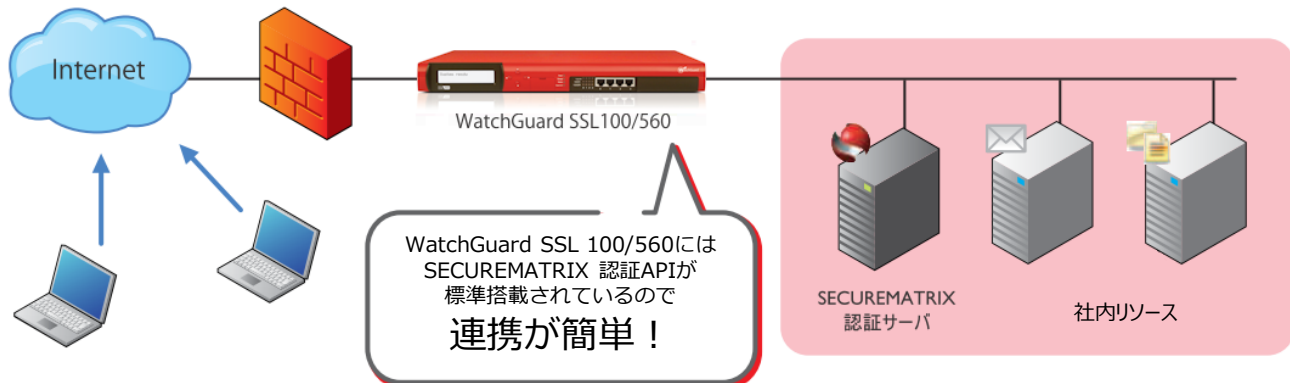 Internet
WatchGuard SSL100/560
WatchGuard SSL 100/560には
SECUREMATRIX 認証APIが
標準搭載されているので
連携が簡単！
SECUREMATRIX
認証サーバ
社内リソース